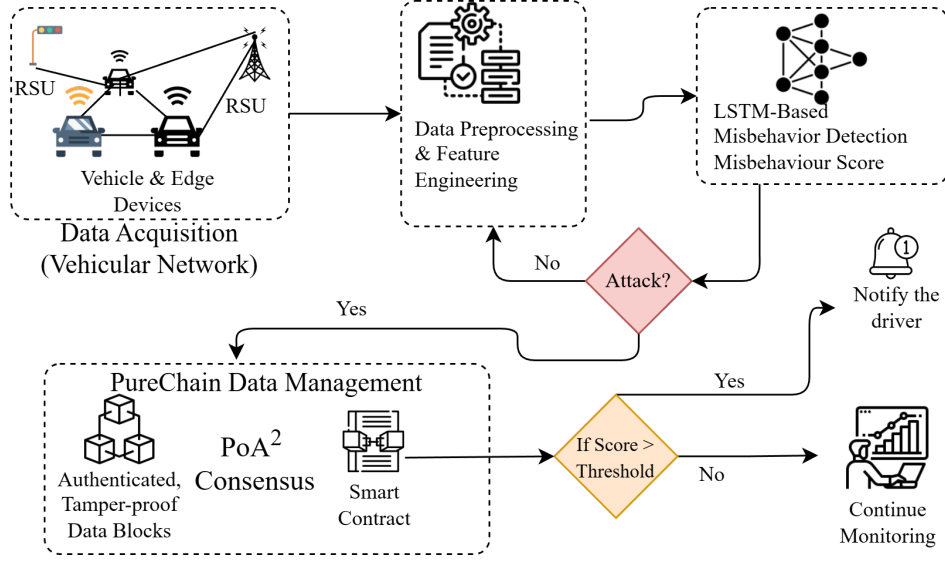 RSU
RSU
Vehicle & Edge
Devices
Data Acquisition
(Vehicular Network)
Data Preprocessing
& Feature
Engineering
LSTM-Based
Misbehavior Detection
Misbehaviour Score
Attack?
No
Yes
1
Notify the
driver
PureChain Data Management
Authenticated,
Tamper-proof
Data Blocks
PoA²
Consensus
Smart
Contract
If Score >
Threshold
Yes
No
Continue
Monitoring